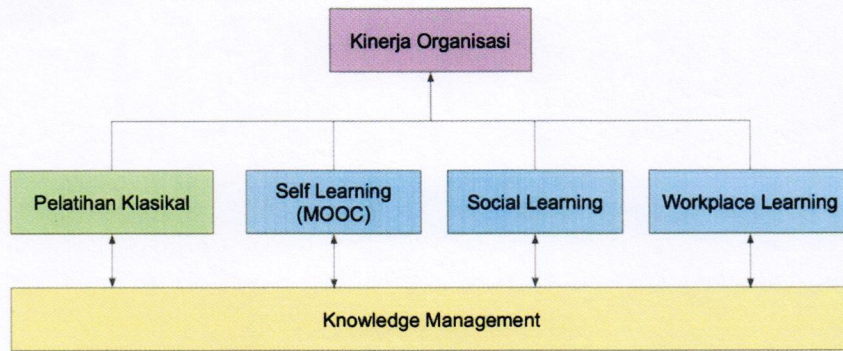 Kinerja Organisasi
Pelatihan Klasikal
Self Learning
(MOOC)
Social Learning
Workplace Learning
Knowledge Management